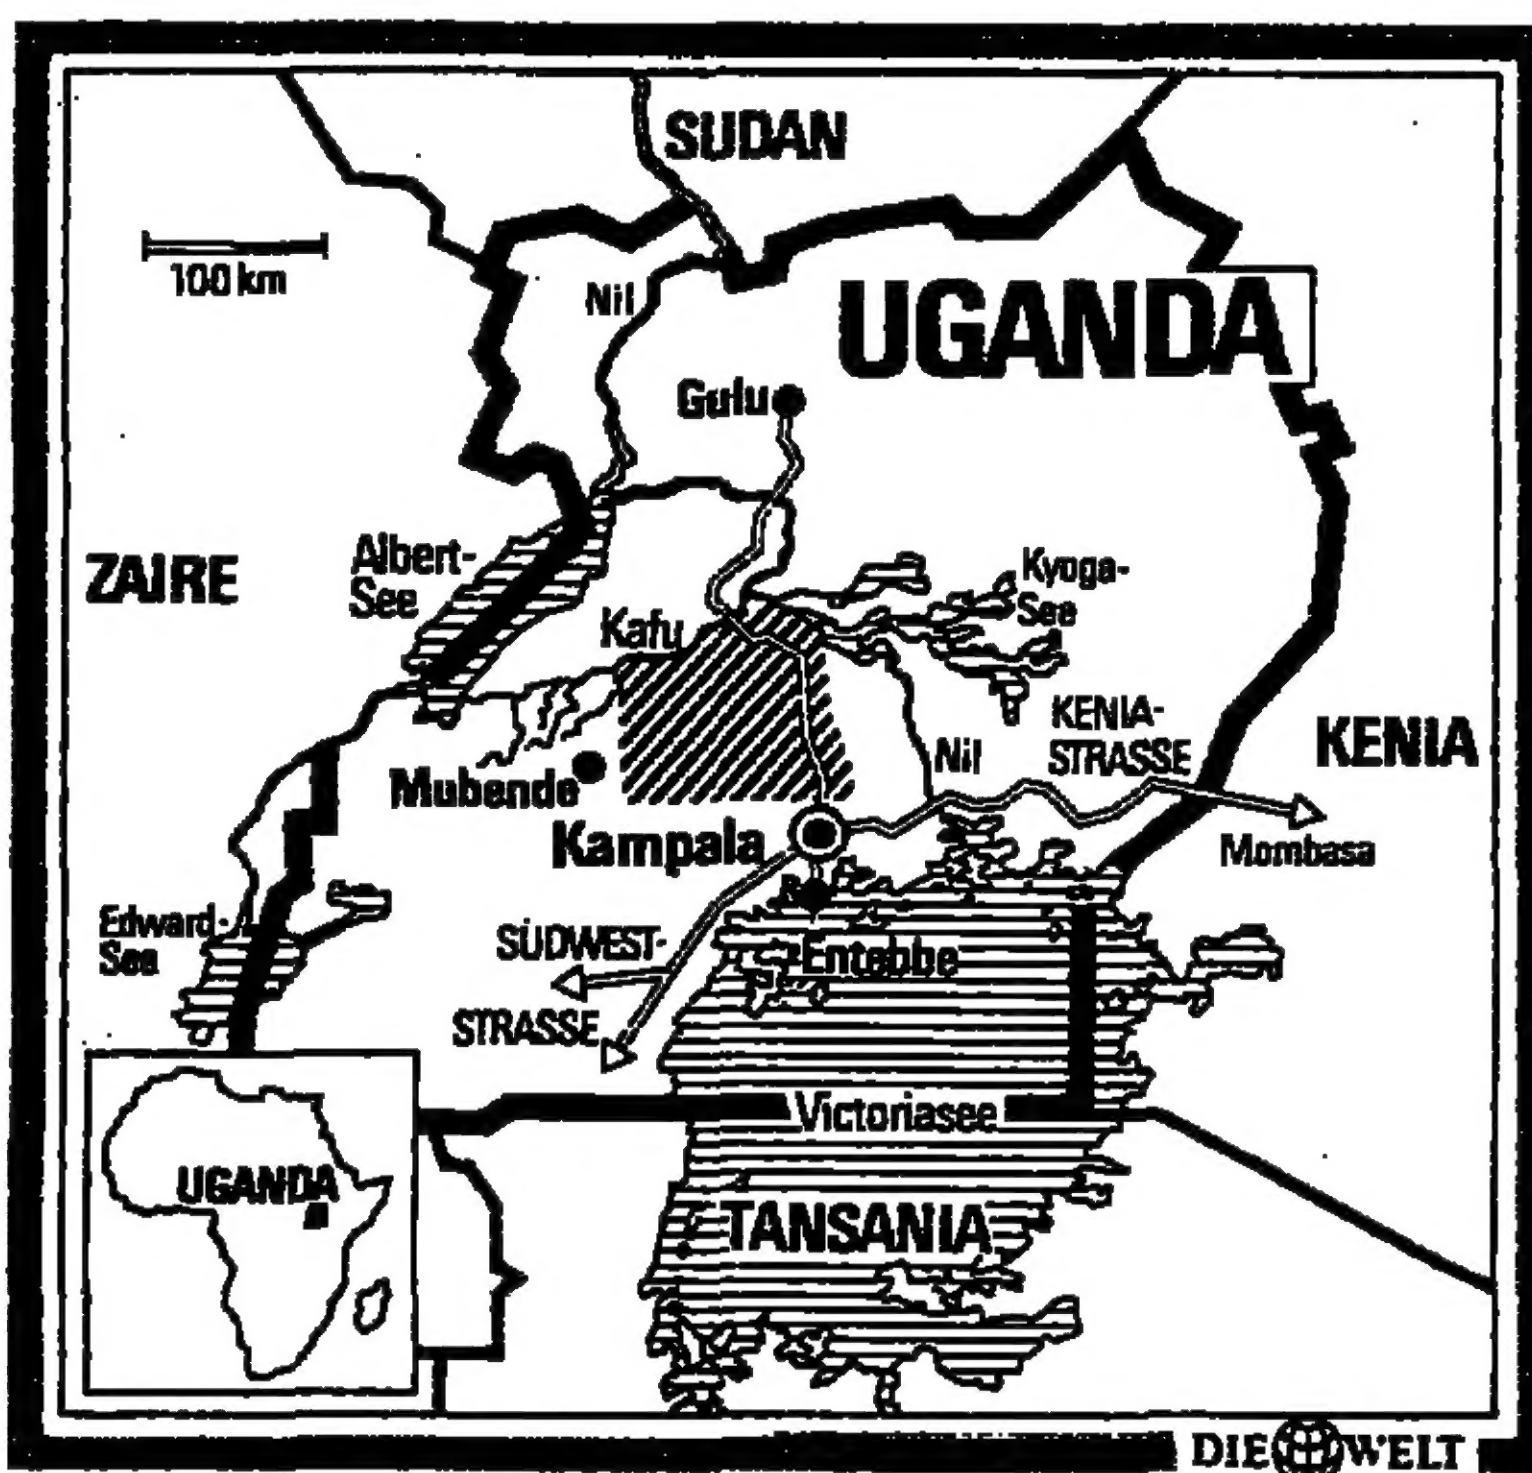 SUDAN
100 km
Nil
UGANDA
Gulu
ZAIRE
Albert-
See
Kyoga-
See
Kafu
KENIA-
STRASSE
KENIA
Nil
Mubende
Kampala
Mombasa
Edward-
See
SÜDWEST-
STRASSE
Entebbe
Victoriasee
UGANDA
TANSANIA
DIE WELT